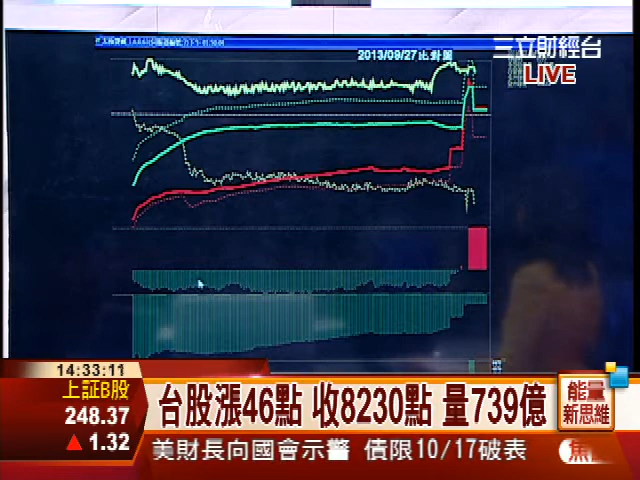 2013/09/27比對圖
三立財經台
LIVE
14:33:11
上証B股
248.37
▲ 1.32
台股漲46點 收8230點 量739億
能量
新思維
美財長向國會示警 債限10/17破表
焦